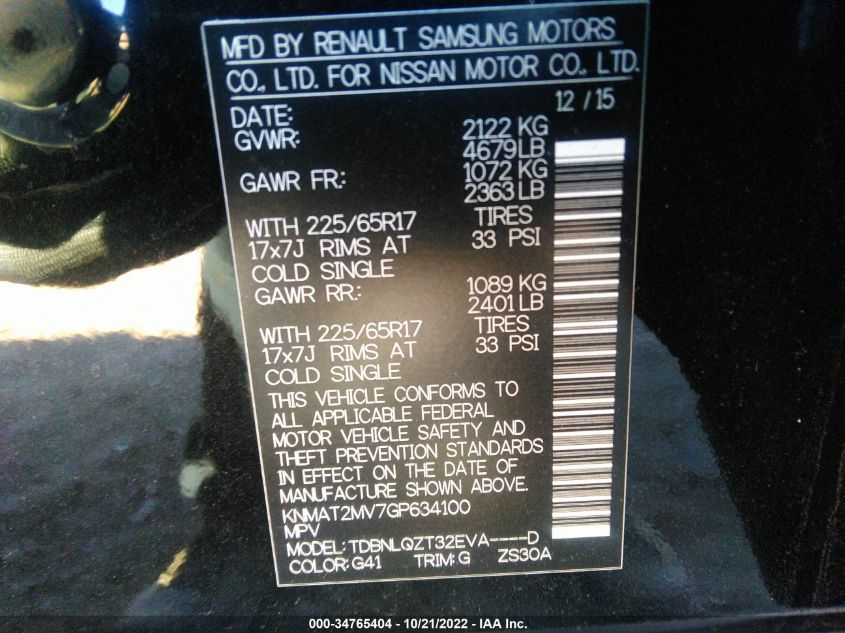 MFD BY RENAULT SAMSUNG MOTORS
CO., LTD. FOR NISSAN MOTOR CO., LTD.
DATE: 12 / 15
GVWR: 2122 KG
4679 LB
GAWR FR: 1072 KG
2363 LB
WITH 225/65R17 TIRES
17x7J RIMS AT 33 PSI
COLD SINGLE
GAWR RR: 1089 KG
2401 LB
WITH 225/65R17 TIRES
17x7J RIMS AT 33 PSI
COLD SINGLE
THIS VEHICLE CONFORMS TO
ALL APPLICABLE FEDERAL
MOTOR VEHICLE SAFETY AND
THEFT PREVENTION STANDARDS
IN EFFECT ON THE DATE OF
MANUFACTURE SHOWN ABOVE.
KNMAT2MV7GP634100
MPV
MODEL: TDBNLQZT32EVA----D
COLOR: G41 TRIM: G ZS30A
000-34765404 - 10/21/2022 - IAA Inc.